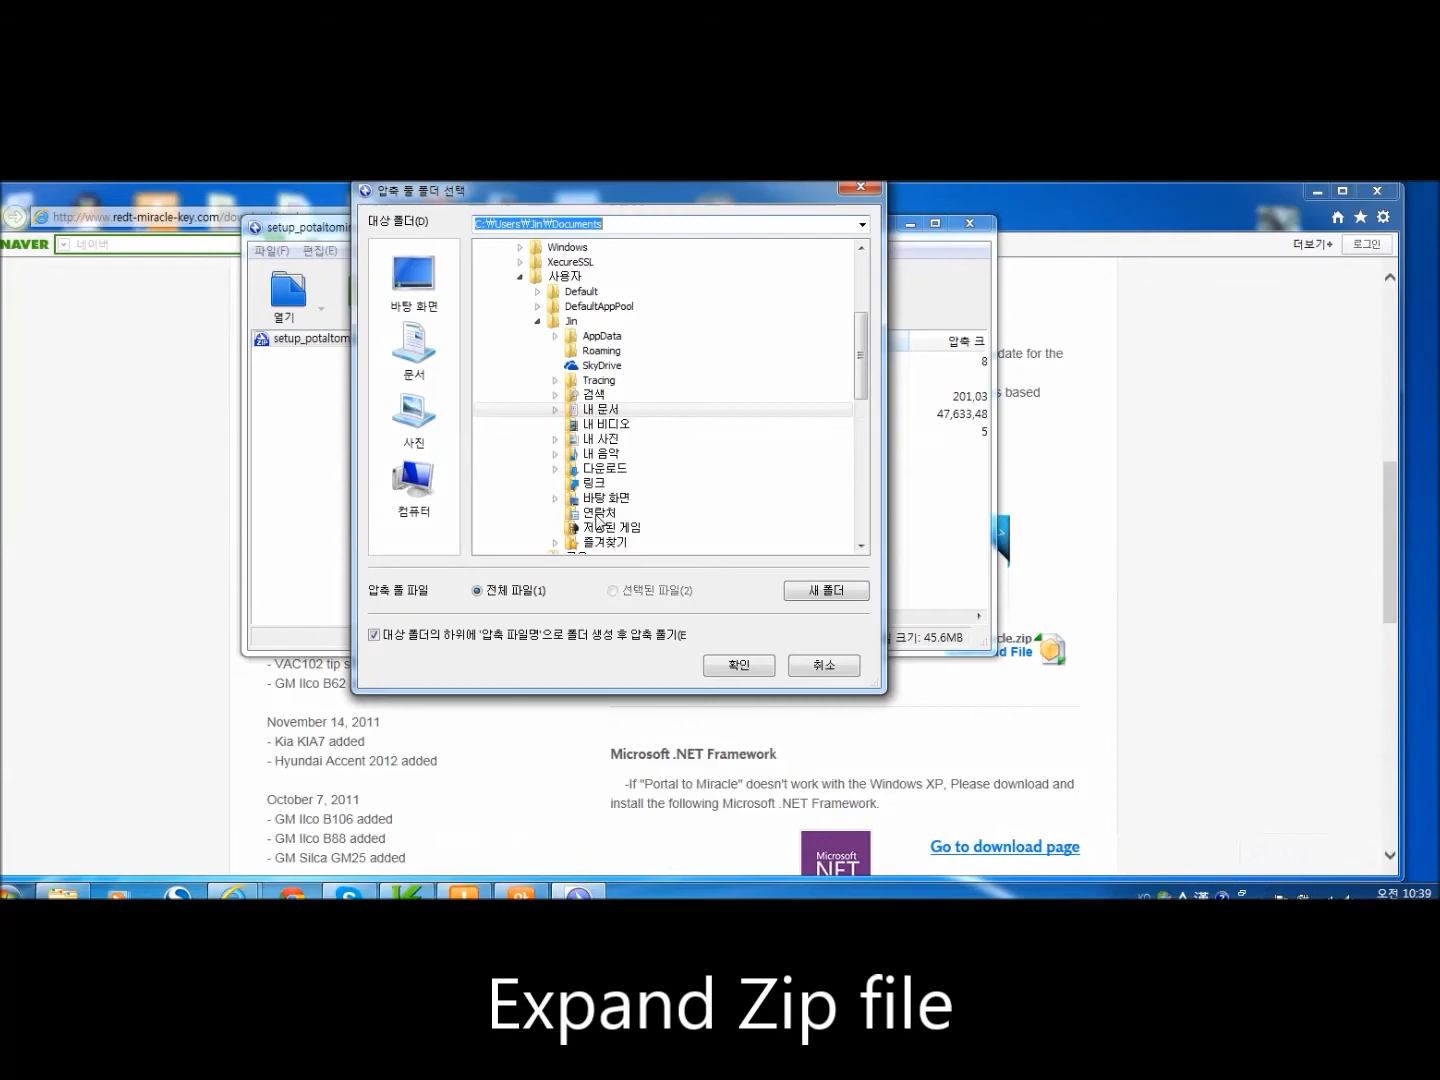 압축 풀 폴더 선택
대상 폴더(D)
C:₩Users₩Jin₩Documents
http://www.redt-miracle-key.com/do
setup_potaltomi
NAVER
네이버
더보기+
로그인
파일(F)
편집(E)
열기
setup_potaltom
바탕 화면
문서
사진
컴퓨터
Windows
XecureSSL
사용자
Default
DefaultAppPool
Jin
AppData
Roaming
SkyDrive
Tracing
검색
내 문서
내 비디오
내 사진
내 음악
다운로드
링크
바탕 화면
연락처
저장된 게임
즐겨찾기
압축 크
8
201,03
47,633,48
5
date for the
s based
압축 풀 파일
전체 파일(1)
선택된 파일(2)
새 폴더
대상 폴더의 하위에 '압축 파일명'으로 폴더 생성 후 압축 풀기(E
확인
취소
크기: 45.6MB
cle.zip
d File
- VAC102 tip s
- GM Ilco B62
November 14, 2011
- Kia KIA7 added
- Hyundai Accent 2012 added
October 7, 2011
- GM Ilco B106 added
- GM Ilco B88 added
- GM Silca GM25 added
Microsoft .NET Framework
-If "Portal to Miracle" doesn't work with the Windows XP, Please download and
install the following Microsoft .NET Framework.
Microsoft
.NET
Go to download page
오전 10:39
Expand Zip file